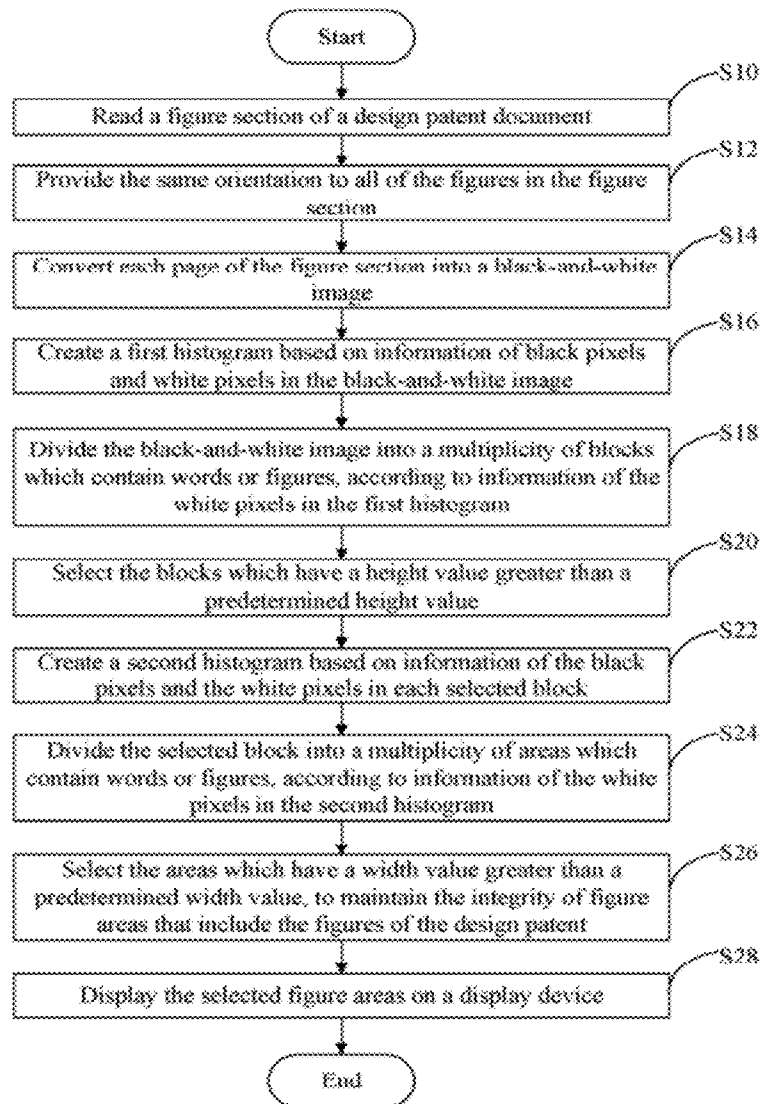 Start
S10
Read a figure section of a design patent document
S12
Provide the same orientation to all of the figures in the figure
section
S14
Convert each page of the figure section into a black-and-white
image
S16
Create a first histogram based on information of black pixels
and white pixels in the black-and-white image
S18
Divide the black-and-white image into a multiplicity of blocks
which contain words or figures, according to information of the
white pixels in the first histogram
S20
Select the blocks which have a height value greater than a
predetermined height value
S22
Create a second histogram based on information of the black
pixels and the white pixels in each selected block
S24
Divide the selected block into a multiplicity of areas which
contain words or figures, according to information of the white
pixels in the second histogram
S26
Select the areas which have a width value greater than a
predetermined width value, to maintain the integrity of figure
areas that include the figures of the design patent
S28
Display the selected figure areas on a display device
End